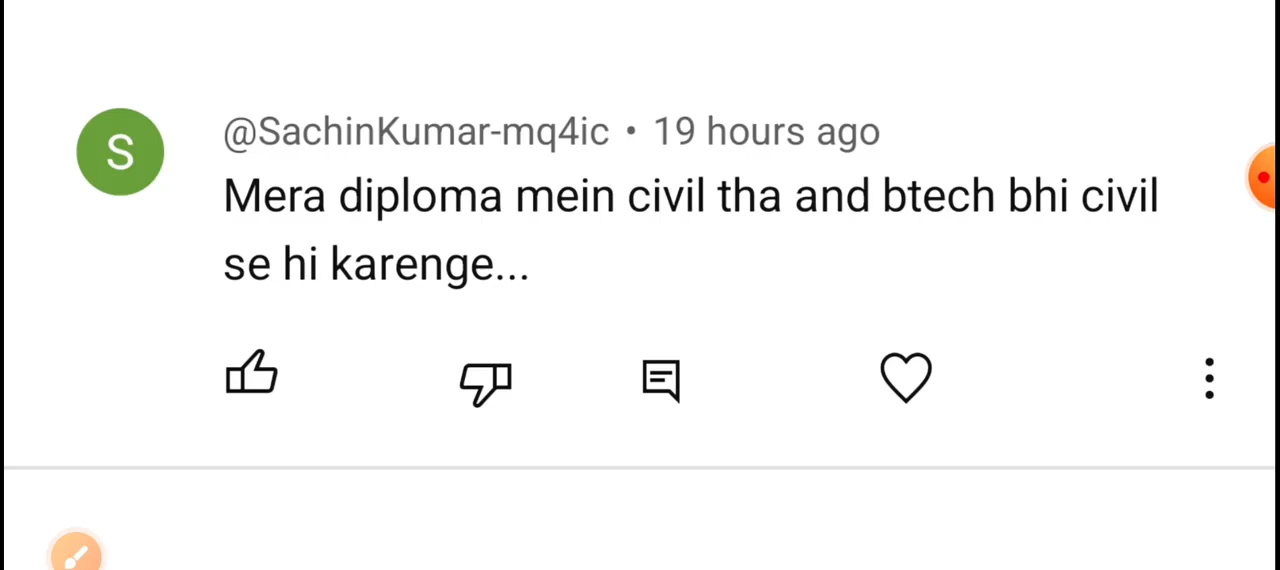 S
@SachinKumar-mq4ic • 19 hours ago
Mera diploma mein civil tha and btech bhi civil
se hi karenge...